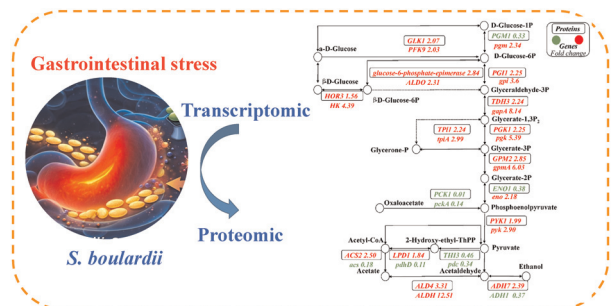 Gastrointestinal stress
Transcriptomic
Proteomic
S. boulardii
Proteins
Genes
Fold change
D-Glucose-1P
PGM1 0.33
pgm 2.34
GLK1 2.07
PFK9 2.03
a-D-Glucose
D-Glucose-6P
glucose-6-phosphate-epimerase 2.84
ALDO 2.31
PGI1 2.25
gpi 3.6
βD-Glucose
HOR3 1.56
HK 4.39
βD-Glucose-6P
Glyceraldehyde-3P
TDH3 2.24
gapA 8.14
Glycerate-1,3P2
TPI1 2.24
tpiA 2.99
PGK1 2.25
pgk 5.39
Glycerone-P
Glycerate-3P
GPM2 2.85
gpmA 6.03
Glycerate-2P
PCK1 0.01
pckA 0.14
ENO1 0.38
eno 2.18
Oxaloacetate
Phosphoenolpyruvate
PYK1 1.99
pyk 2.90
Acetyl-CoA
2-Hydroxy-ethyl-ThPP
Pyruvate
ACS2 2.50
acs 0.18
LPD1 1.84
pdhD 0.11
THI3 0.46
pdc 0.34
Acetate
Acetaldehyde
Ethanol
ALD4 3.31
ALDH 12.51
ADH7 2.39
ADH1 0.37